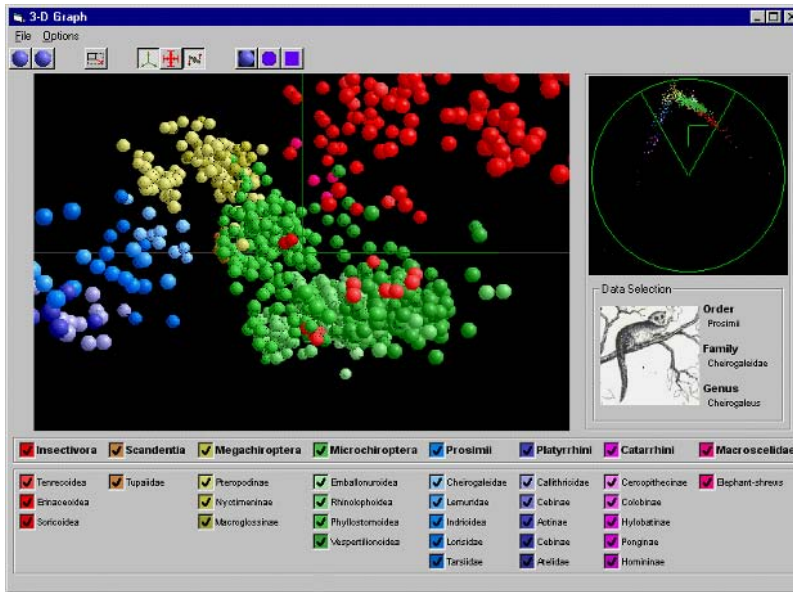 3-D Graph
File Options
Data Selection
Order
Prosimii
Family
Cheirogaleidae
Genus
Cheirogaleus
Insectivora Scandentia Megachiroptera Microchiroptera Prosimii Platyrrhini Catarrhini Macroscelidae
Tenrecoidea Tupaiidae Pteropodinae Emballonuroidea Cheirogaleidae Callithricidae Cercopithecinae Elephant-shrews
Erinaceoidea Nyctimeninae Rhinolophoidea Lemuridae Cebinae Colobinae
Soricoidea Macroglossinae Phyllostomoidea Indrioidea Aotinae Hylobatinae
Vespertilionoidea Lorisidae Cebinae Ponginae
Tarsiidae Atelidae Homininae